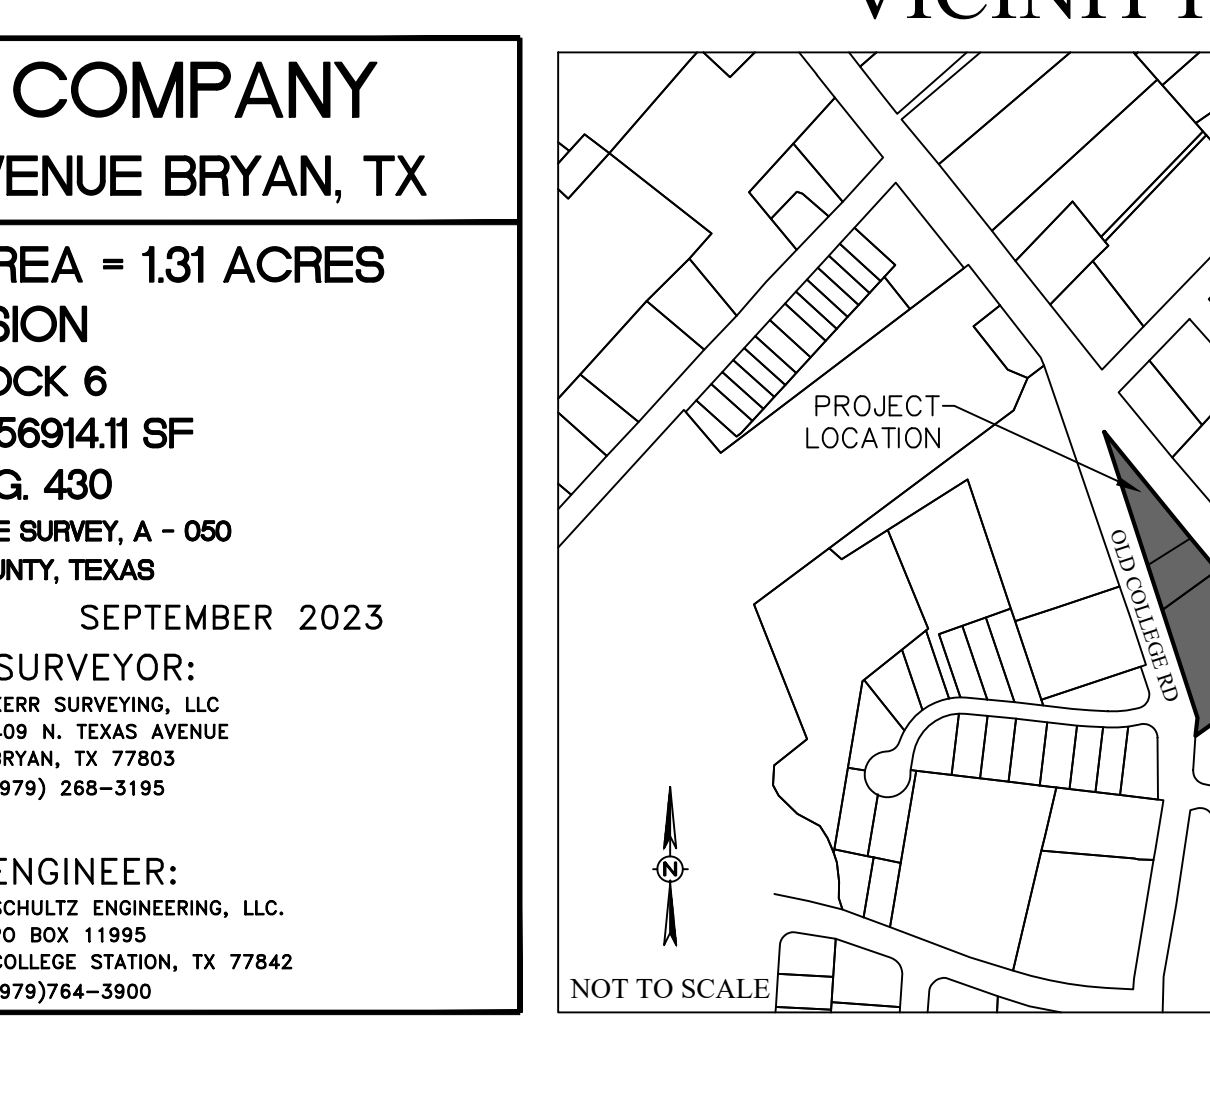 COMPANY
VENUE BRYAN, TX
REA = 1.31 ACRES
SION
OCK 6
56914.11 SF
G. 430
E SURVEY, A - 050
UNTY, TEXAS
SEPTEMBER 2023
SURVEYOR:
KERR SURVEYING, LLC
409 N. TEXAS AVENUE
BRYAN, TX 77803
979) 268-3195
ENGINEER:
SCHULTZ ENGINEERING, LLC.
PO BOX 11995
COLLEGE STATION, TX 77842
979)764-3900
VICINITY
PROJECT
LOCATION
OLD COLLEGE RD
N
NOT TO SCALE